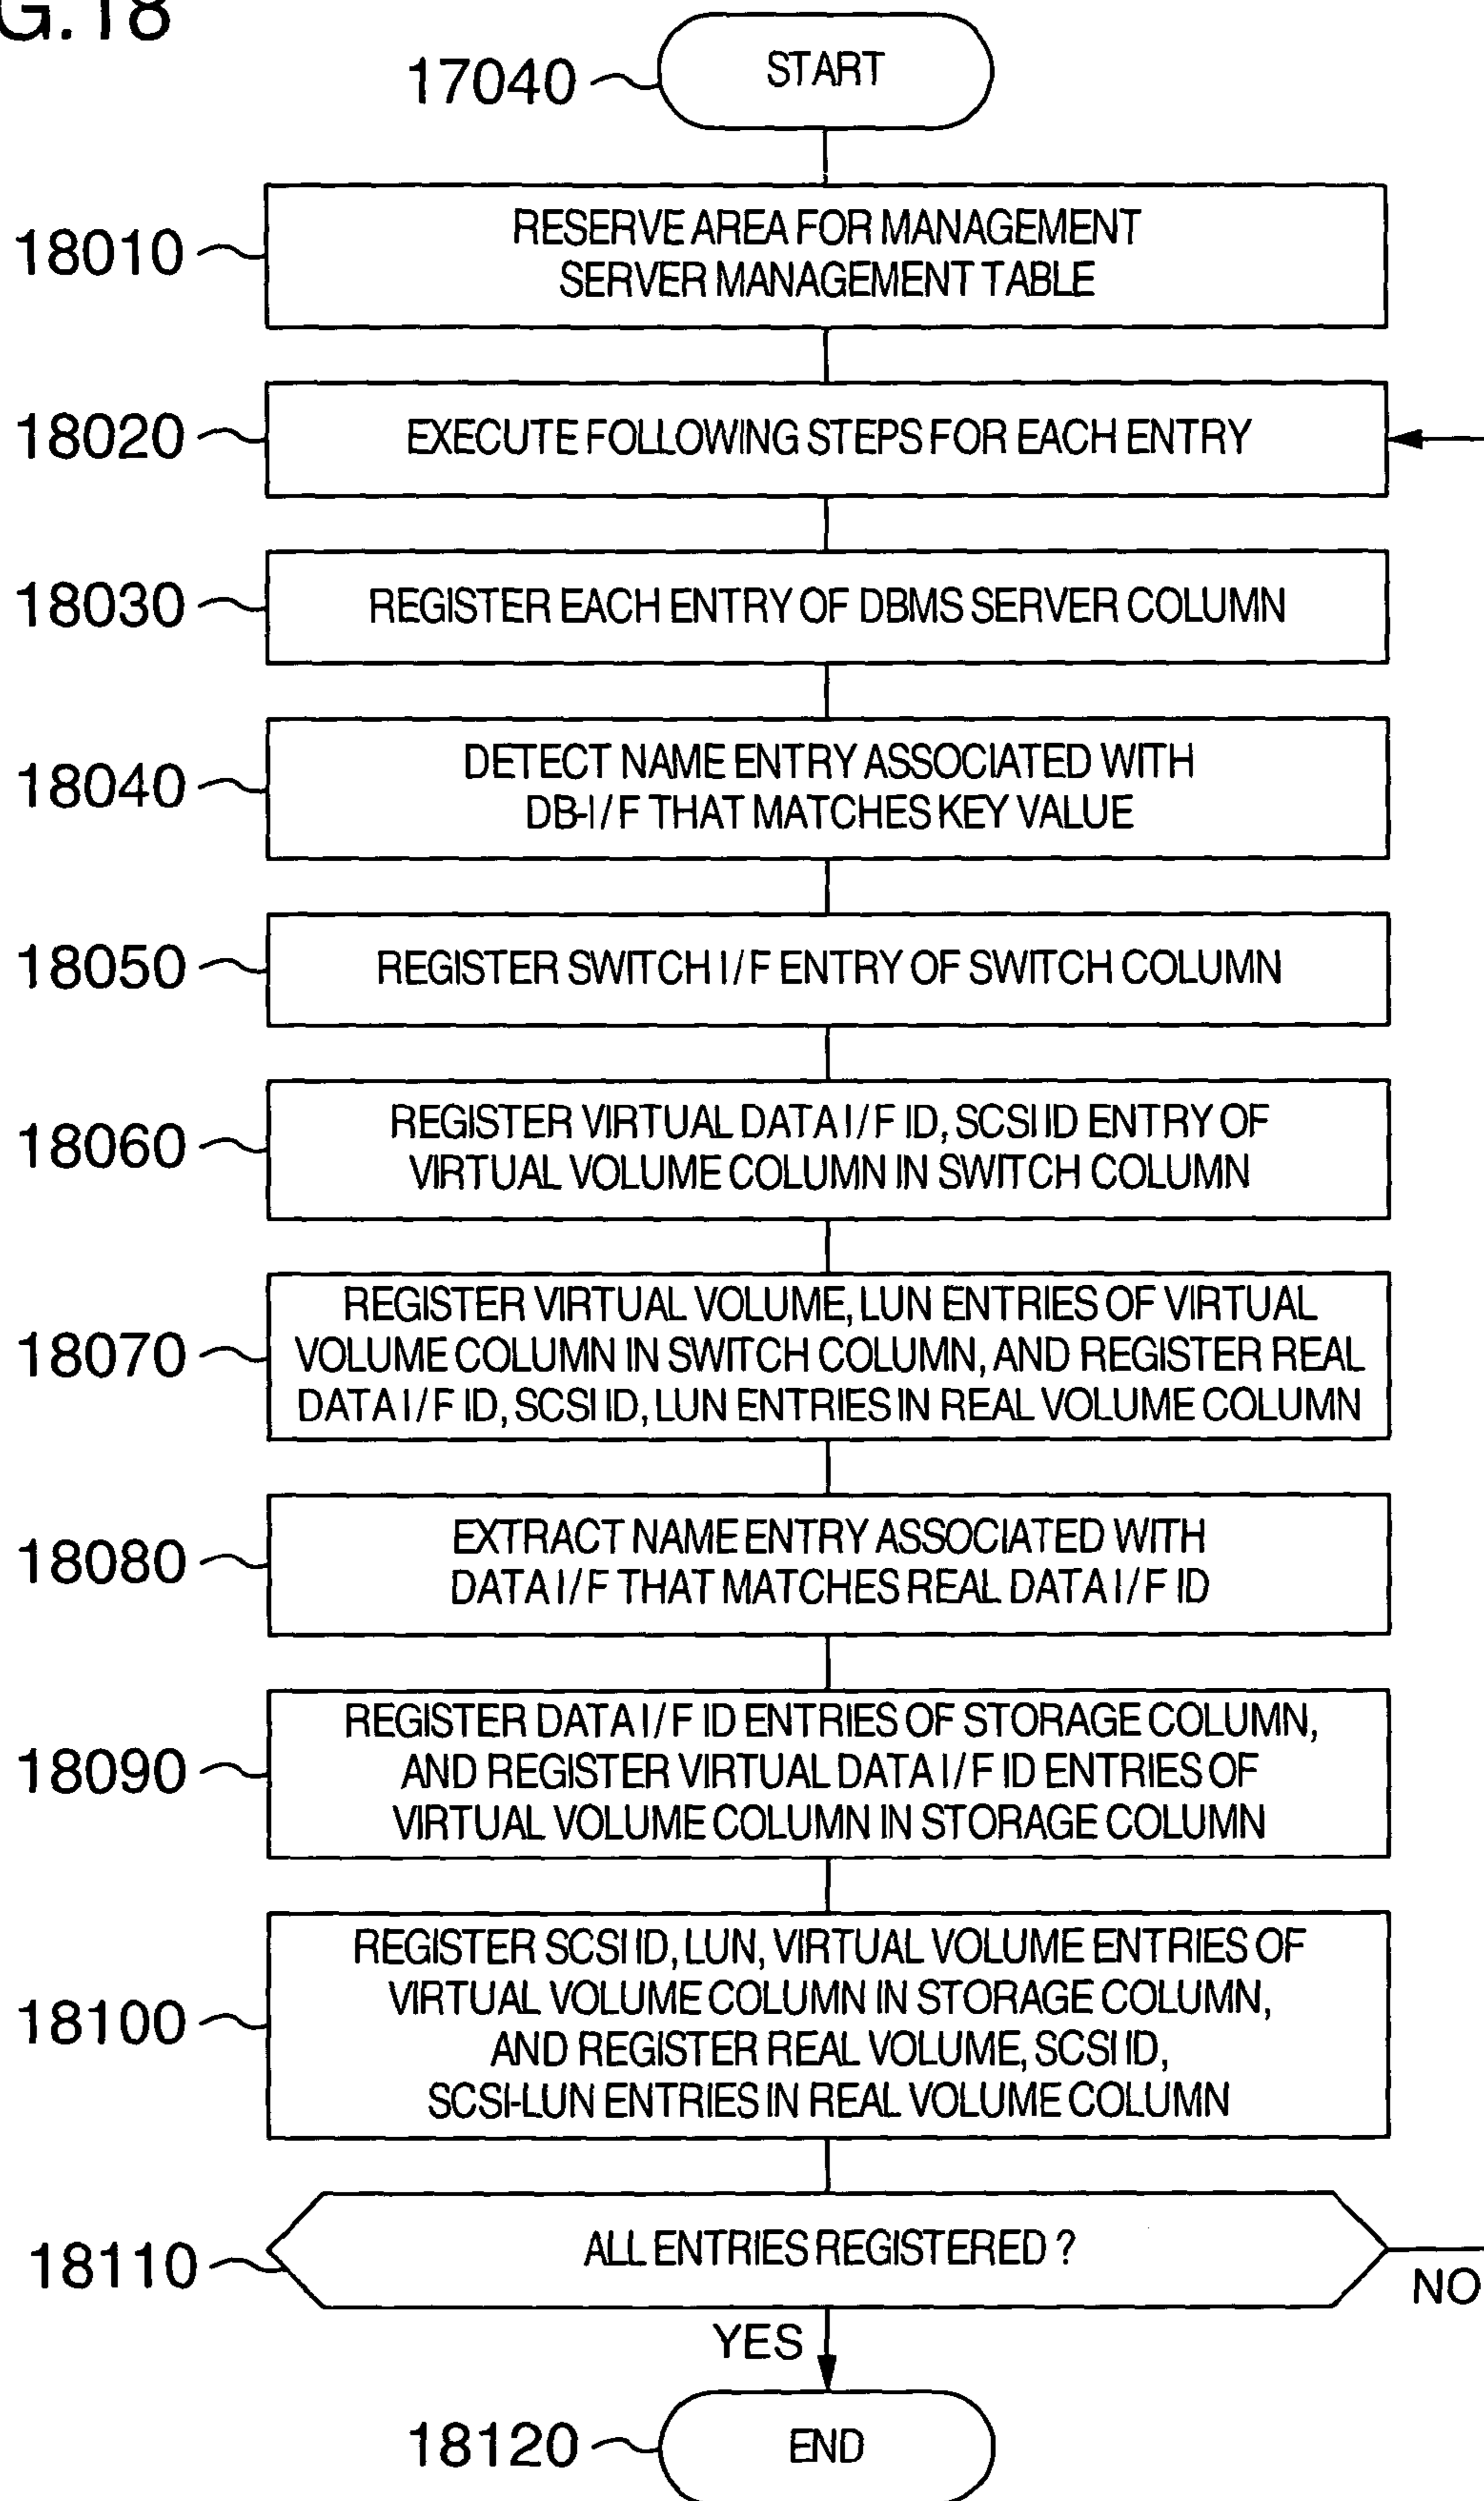 G.18
17040
START
18010
RESERVE AREA FOR MANAGEMENT
SERVER MANAGEMENT TABLE
18020
EXECUTE FOLLOWING STEPS FOR EACH ENTRY
18030
REGISTER EACH ENTRY OF DBMS SERVER COLUMN
18040
DETECT NAME ENTRY ASSOCIATED WITH
DB-I/F THAT MATCHES KEY VALUE
18050
REGISTER SWITCH I/F ENTRY OF SWITCH COLUMN
18060
REGISTER VIRTUAL DATA I/F ID, SCSI ID ENTRY OF
VIRTUAL VOLUME COLUMN IN SWITCH COLUMN
18070
REGISTER VIRTUAL VOLUME, LUN ENTRIES OF VIRTUAL
VOLUME COLUMN IN SWITCH COLUMN, AND REGISTER REAL
DATA I/F ID, SCSI ID, LUN ENTRIES IN REAL VOLUME COLUMN
18080
EXTRACT NAME ENTRY ASSOCIATED WITH
DATA I/F THAT MATCHES REAL DATA I/F ID
18090
REGISTER DATA I/F ID ENTRIES OF STORAGE COLUMN,
AND REGISTER VIRTUAL DATA I/F ID ENTRIES OF
VIRTUAL VOLUME COLUMN IN STORAGE COLUMN
18100
REGISTER SCSI ID, LUN, VIRTUAL VOLUME ENTRIES OF
VIRTUAL VOLUME COLUMN IN STORAGE COLUMN,
AND REGISTER REAL VOLUME, SCSI ID,
SCSI-LUN ENTRIES IN REAL VOLUME COLUMN
18110
ALL ENTRIES REGISTERED ?
NO
YES
18120
END